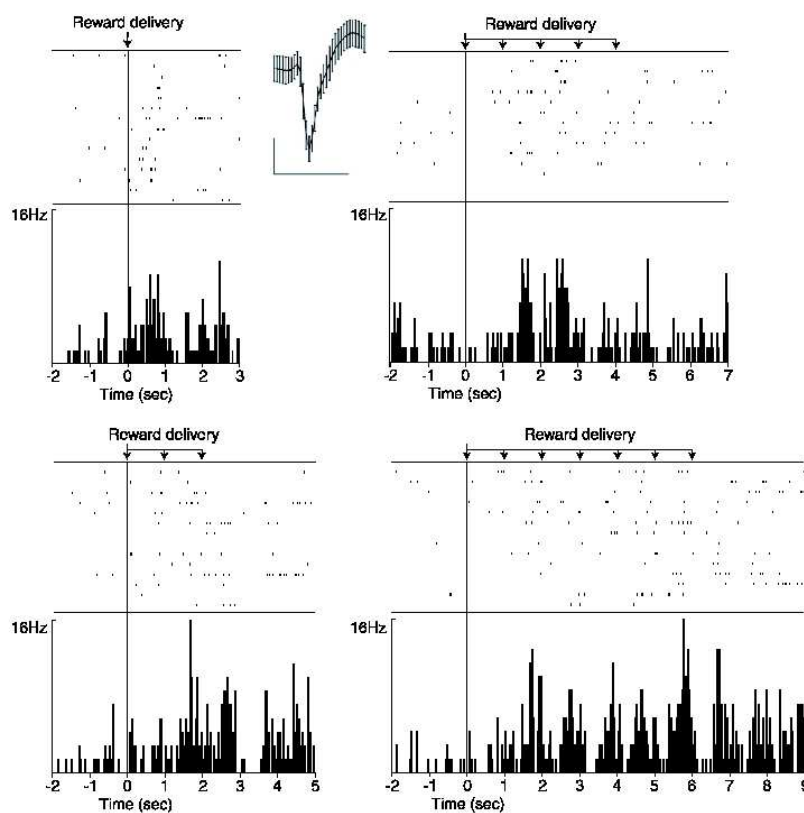 Reward delivery
16Hz
-2 -1 0 1 2 3
Time (sec)
Reward delivery
16Hz
-2 -1 0 1 2 3 4 5 6 7
Time (sec)
Reward delivery
16Hz
-2 -1 0 1 2 3 4 5
Time (sec)
Reward delivery
16Hz
-2 -1 0 1 2 3 4 5 6 7 8 9
Time (sec)